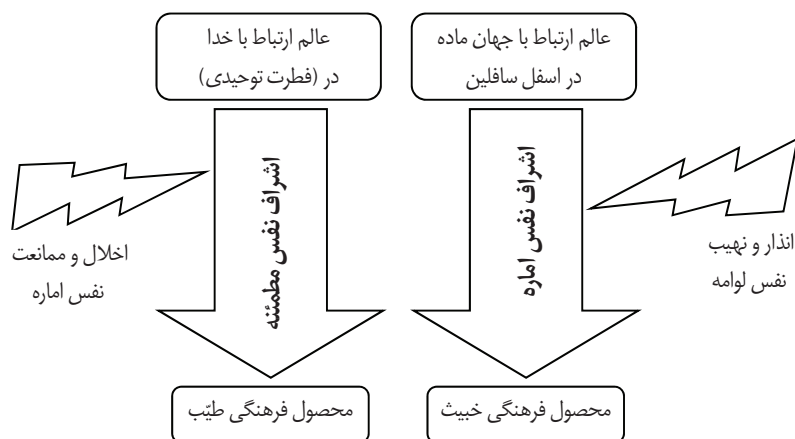 عالم ارتباط با جهان ماده
در اسفل سافلین
عالم ارتباط با خدا
در (فطرت توحیدی)
اشراف نفس اماره
اشراف نفس مطمئنه
انذار و نهیب
نفس لوامه
اخلال و ممانعت
نفس اماره
محصول فرهنگی خبیث
محصول فرهنگی طیّب